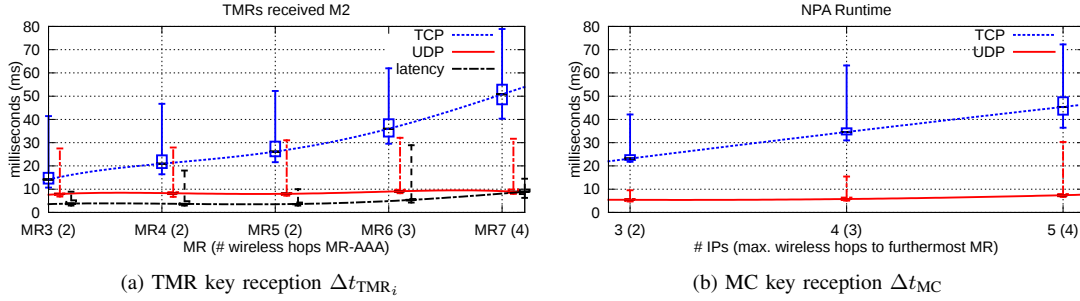 TMRs received M2
80
70
60
50
40
30
20
10
0
milliseconds (ms)
TCP
UDP
latency
MR3 (2) MR4 (2) MR5 (2) MR6 (3) MR7 (4)
MR (# wireless hops MR-AAA)
(a) TMR key reception Δt_TMR_i
NPA Runtime
80
70
60
50
40
30
20
10
0
milliseconds (ms)
TCP
UDP
3 (2) 4 (3) 5 (4)
# IPs (max. wireless hops to furthermost MR)
(b) MC key reception Δt_MC